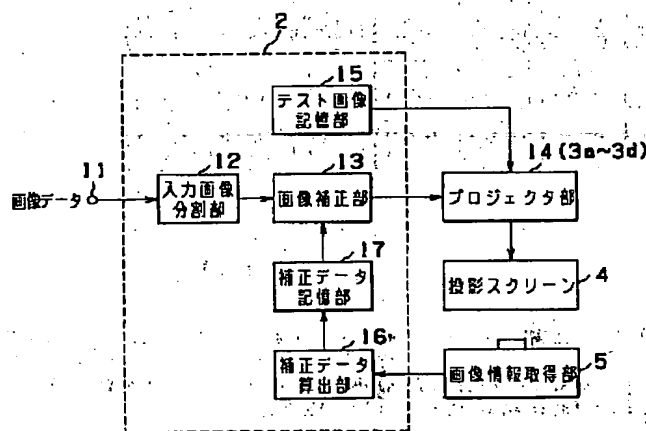 2
15
テスト画像
記憶部
画像データ
11
12
入力画像
分割部
13
画像補正部
14(3a~3d)
プロジェクタ部
17
補正データ
記憶部
投影スクリーン
4
16
補正データ
算出部
画像情報取得部
5